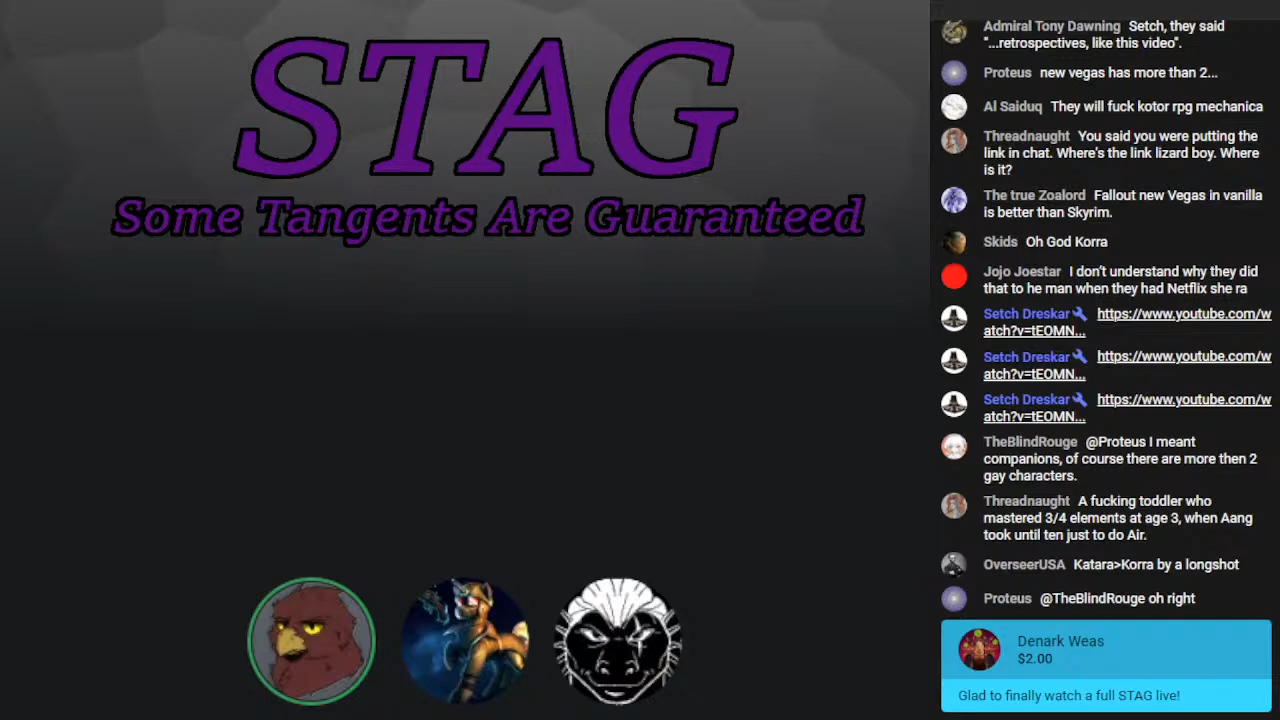 STAG
Some Tangents Are Guaranteed
Admiral Tony Dawning Setch, they said
"...retrospectives, like this video".
Proteus new vegas has more than 2...
Al Saiduq They will fuck kotor rpg mechanica
Threadnaught You said you were putting the
link in chat. Where's the link lizard boy. Where
is it?
The true Zoalord Fallout new Vegas in vanilla
is better than Skyrim.
Skids Oh God Korra
Jojo Joestar I don't understand why they did
that to he man when they had Netflix she ra
Setch Dreskar https://www.youtube.com/w
atch?v=tEOMN...
Setch Dreskar https://www.youtube.com/w
atch?v=tEOMN...
Setch Dreskar https://www.youtube.com/w
atch?v=tEOMN...
TheBlindRouge @Proteus I meant
companions, of course there are more then 2
gay characters.
Threadnaught A fucking toddler who
mastered 3/4 elements at age 3, when Aang
took until ten just to do Air.
OverseerUSA Katara>Korra by a longshot
Proteus @TheBlindRouge oh right
Denark Weas
$2.00
Glad to finally watch a full STAG live!